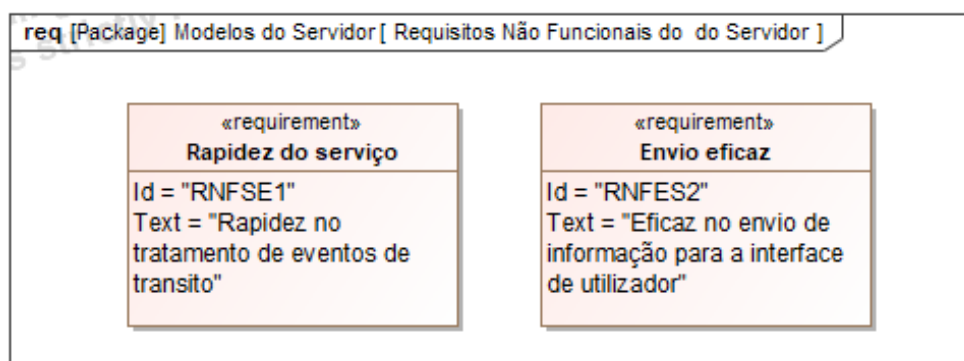 req [Package] Modelos do Servidor [ Requisitos Não Funcionais do  do Servidor ]
«requirement»
Rapidez do serviço
Id = "RNFSE1"
Text = "Rapidez no
tratamento de eventos de
transito"
«requirement»
Envio eficaz
Id = "RNFES2"
Text = "Eficaz no envio de
informação para a interface
de utilizador"